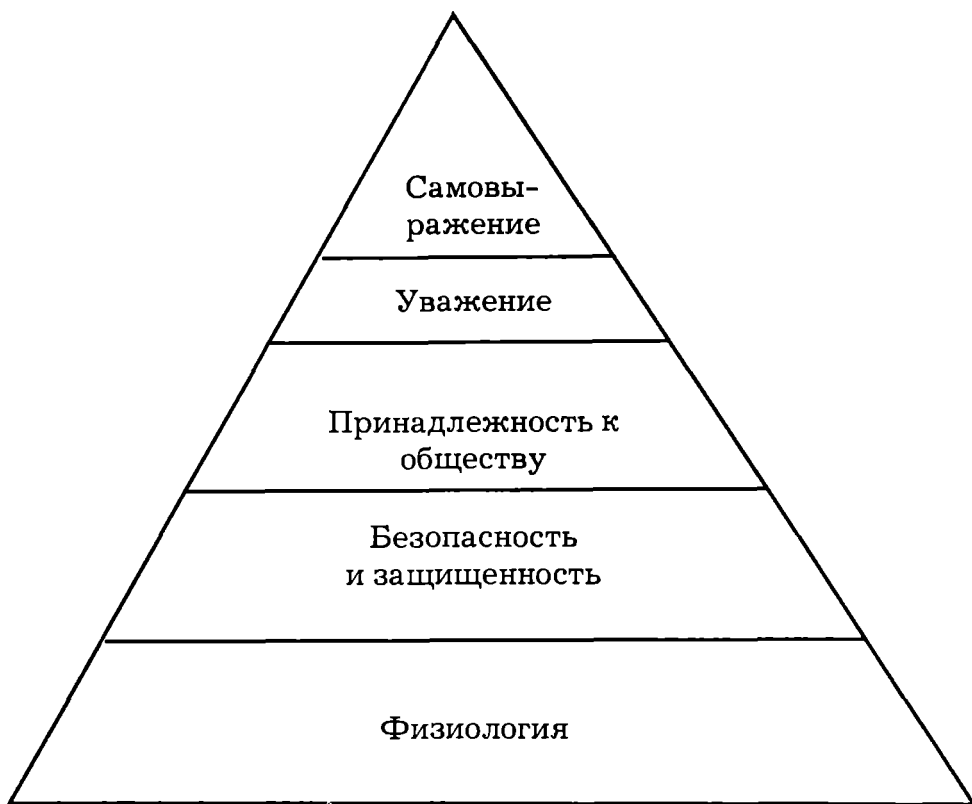 Самовы-
ражение
Уважение
Принадлежность к
обществу
Безопасность
и защищенность
Физиология